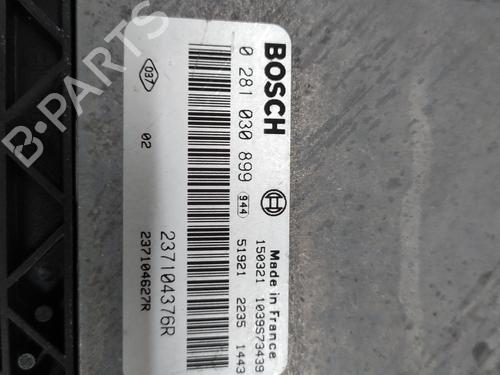 BOSCH
0 281 030 899 944
Made in France
150321 1039S73439
51921 2235 1443
037
02
237104376R
237104627R
B-Parts